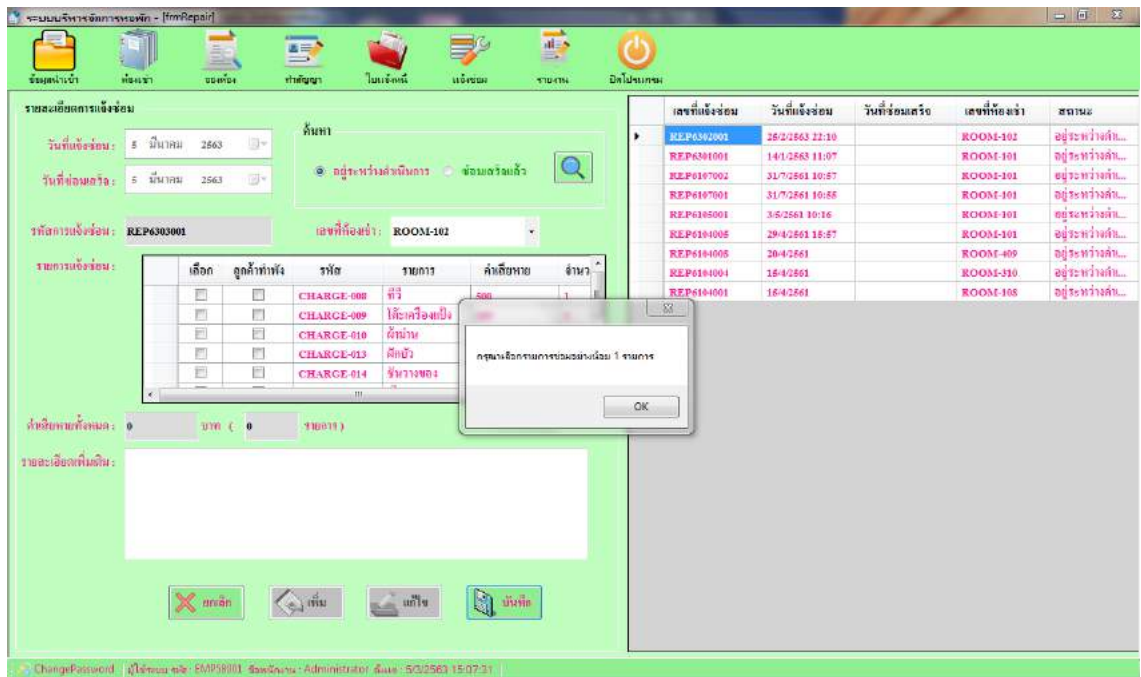 ระบบบริหารจัดการหอพัก - [frmRepair]
ข้อมูลนำเข้า ห้องเช่า จองห้อง ทำสัญญา ใบแจ้งหนี้ แจ้งซ่อม รายงาน ปิดโปรแกรม
รายละเอียดการแจ้งซ่อม
วันที่แจ้งซ่อม : 5 มีนาคม 2563
วันที่ซ่อมเสร็จ : 5 มีนาคม 2563
ค้นหา
อยู่ระหว่างดำเนินการ ซ่อมเสร็จแล้ว
รหัสการแจ้งซ่อม : REP6303001 เลขที่ห้องเช่า : ROOM-102
รายการแจ้งซ่อม :
เลือก ลูกค้าทำพัง รหัส รายการ ค่าเสียหาย จำนว
CHARGE-008 ทีวี 500 1
CHARGE-009 โต๊ะเครื่องแป้ง
CHARGE-010 ผ้าม่าน
CHARGE-013 ฝักบัว
CHARGE-014 ชั้นวางของ
ค่าเสียหายทั้งหมด : 0 บาท ( 0 รายการ )
รายละเอียดเพิ่มเติม :
ยกเลิก เพิ่ม แก้ไข บันทึก
เลขที่แจ้งซ่อม วันที่แจ้งซ่อม วันที่ซ่อมเสร็จ เลขที่ห้องเช่า สถานะ
REP6302001 26/2/2563 22:10 ROOM-102 อยู่ระหว่างดำเ...
REP6301001 14/1/2563 11:07 ROOM-101 อยู่ระหว่างดำเ...
REP6107002 31/7/2561 10:57 ROOM-101 อยู่ระหว่างดำเ...
REP6107001 31/7/2561 10:55 ROOM-101 อยู่ระหว่างดำเ...
REP6105001 3/5/2561 10:16 ROOM-101 อยู่ระหว่างดำเ...
REP6104005 29/4/2561 15:57 ROOM-101 อยู่ระหว่างดำเ...
20/4/2561 ROOM-409 อยู่ระหว่างดำเ...
REP6104004 15/4/2561 ROOM-310 อยู่ระหว่างดำเ...
REP6104001 15/4/2561 ROOM-108 อยู่ระหว่างดำเ...
กรุณาเลือกรายการซ่อมอย่างน้อย 1 รายการ
OK
ChangePassword ผู้ใช้ระบบ รหัส : EMP58001 ชื่อพนักงาน : Administrator 5/3/2563 15:07:31